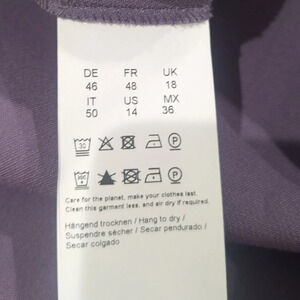 DE FR UK
46 48 18
IT US MX
50 14 36
30 P
P
Care for the planet, make your clothes last.
Clean this garment less, and air dry if required.
Hängend trocknen / Hang to dry /
Suspendre sécher / Secar pendurado /
Secar colgado